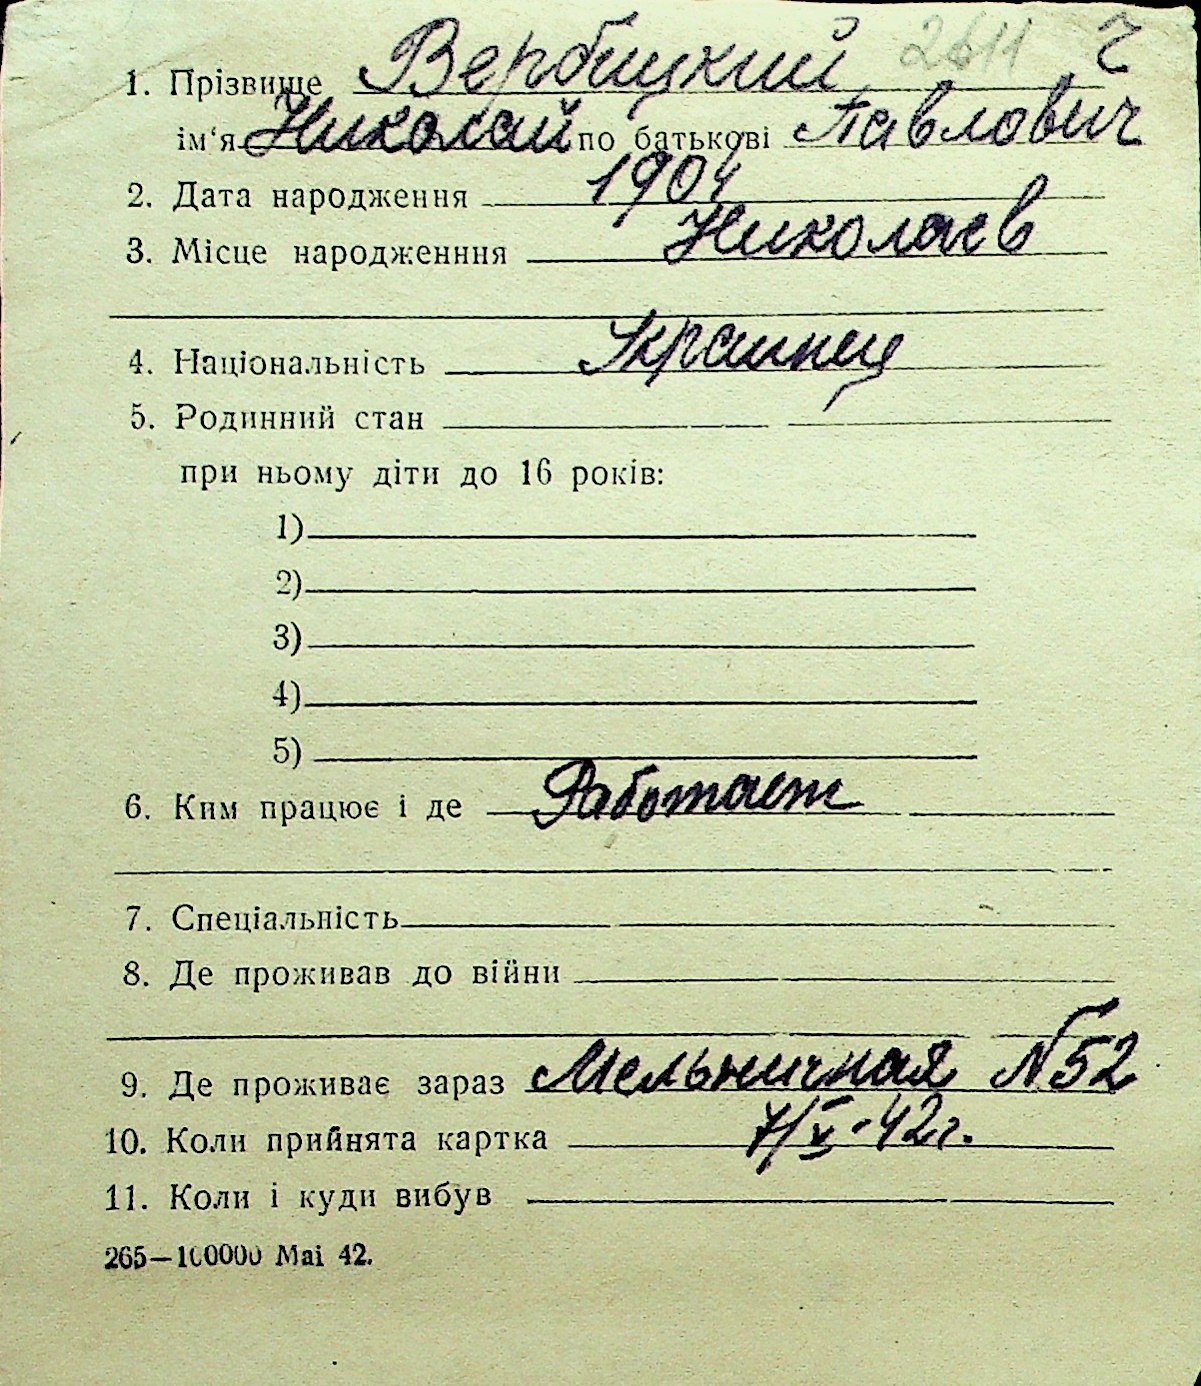 2611 ч
1. Прізвище Вербицкий
ім‘я Николай по батькові Павлович
2. Дата народження 1904
3. Місце народженння Николаев
4. Національність Украинец
5. Родинний стан
при ньому діти до 16 років:
1)
2)
3)
4)
5)
6. Ким працює і де Работает
7. Спеціальність
8. Де проживав до війни
9. Де проживає зараз Мельничная N 52
10. Коли прийнята картка 7/V-42г.
11. Коли і куди вибув
265—100000 Mai 42.